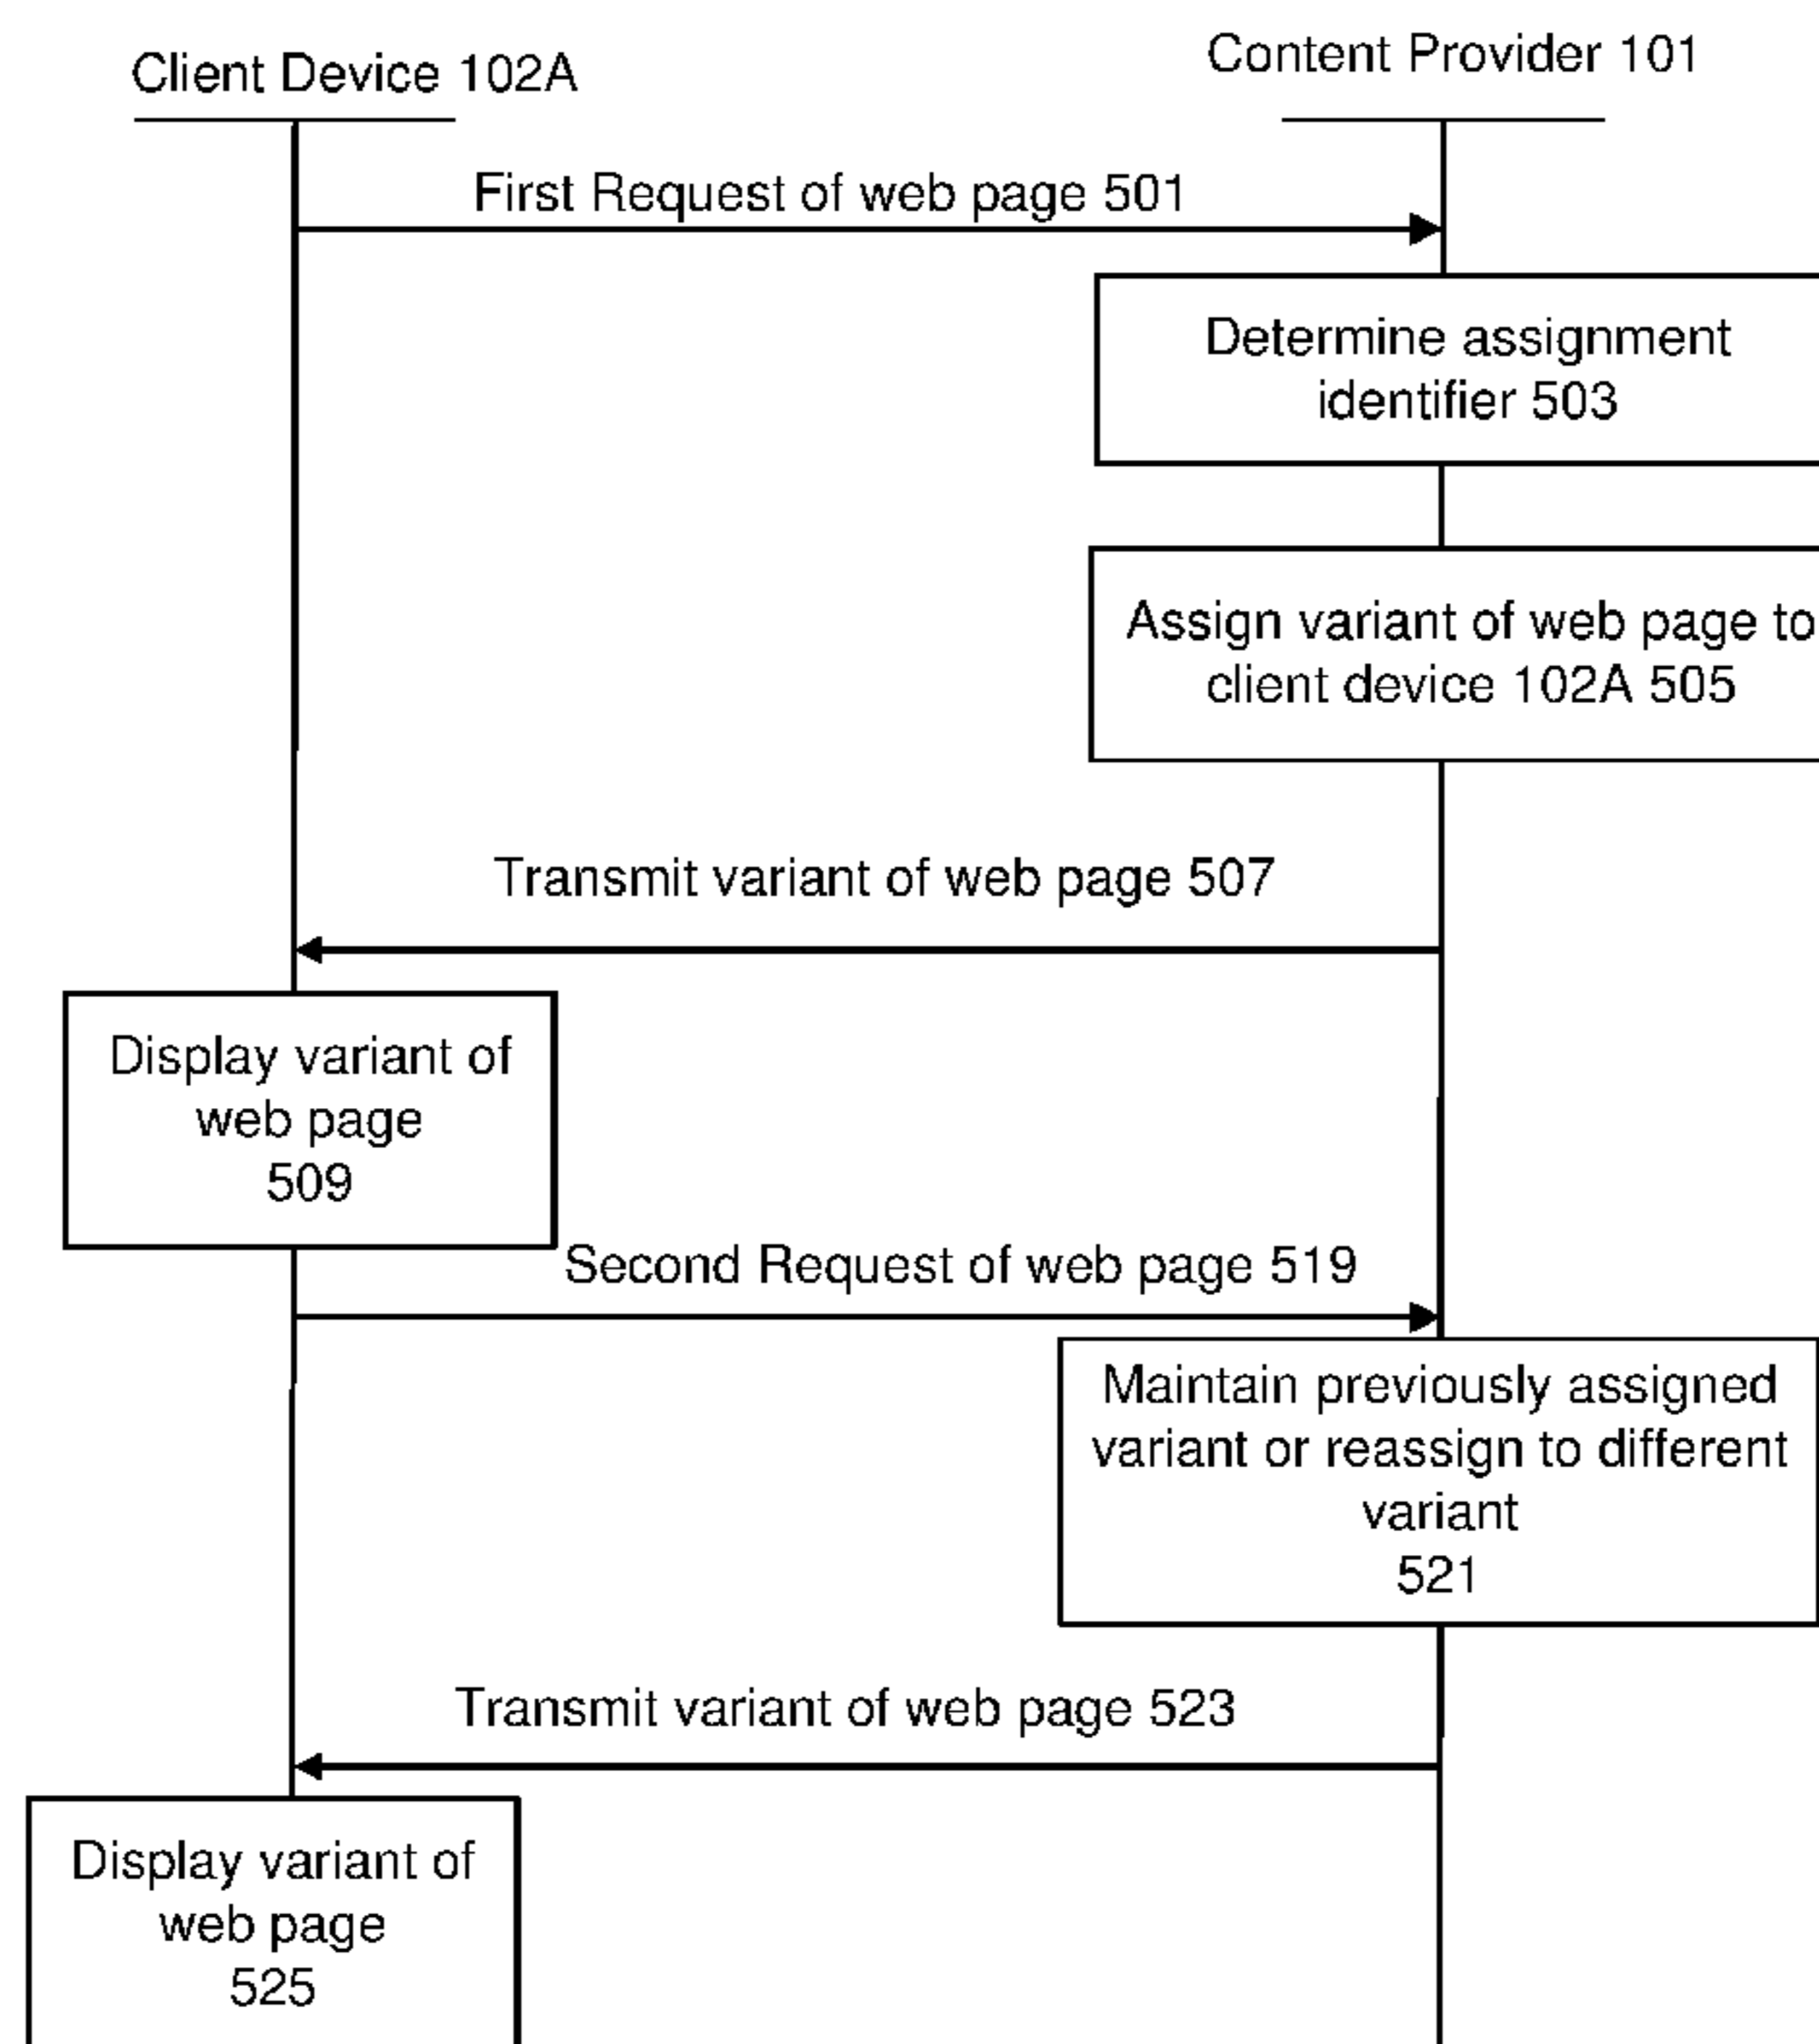 Client Device 102A
Content Provider 101
First Request of web page 501
Determine assignment
identifier 503
Assign variant of web page to
client device 102A 505
Transmit variant of web page 507
Display variant of
web page
509
Second Request of web page 519
Maintain previously assigned
variant or reassign to different
variant
521
Transmit variant of web page 523
Display variant of
web page
525